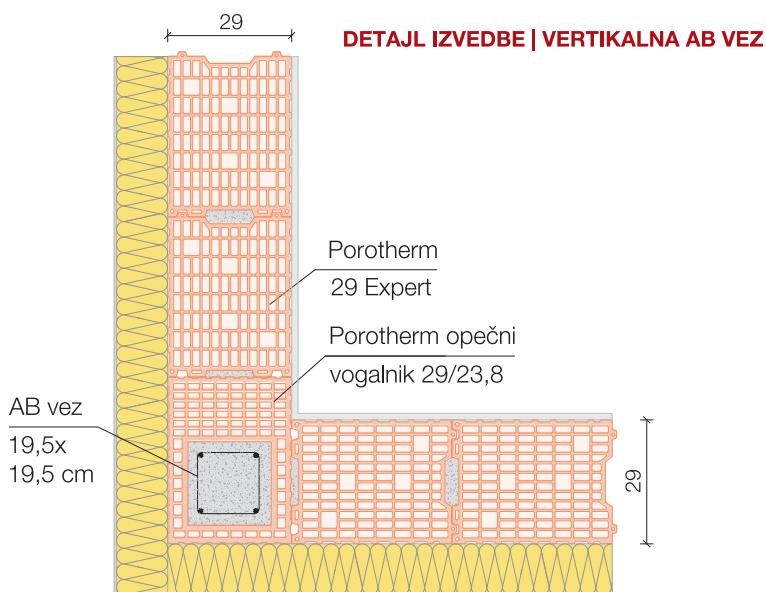 29
DETAJL IZVEDBE | VERTIKALNA AB VEZ
Porotherm
29 Expert
Porotherm opečni
vogalnik 29/23,8
AB vez
19,5x
19,5 cm
29